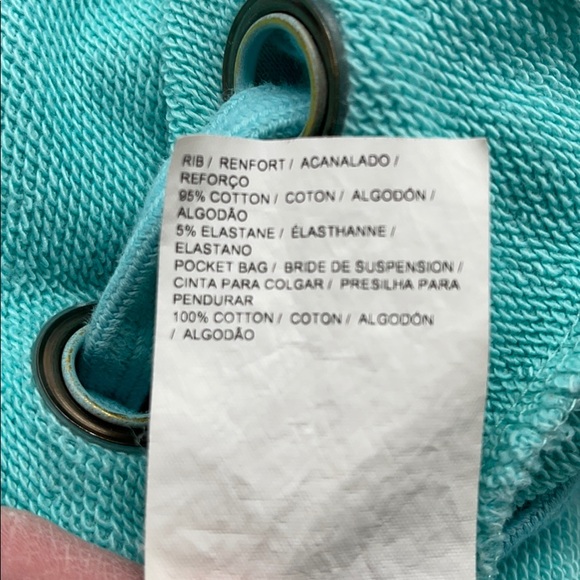 RIB / RENFORT / ACANALADO /
REFORÇO
95% COTTON / COTON / ALGODÓN /
ALGODÃO
5% ELASTANE / ÉLASTHANNE /
ELASTANO
POCKET BAG / BRIDE DE SUSPENSION /
CINTA PARA COLGAR / PRESILHA PARA
PENDURAR
100% COTTON / COTON / ALGODÓN
/ ALGODÃO